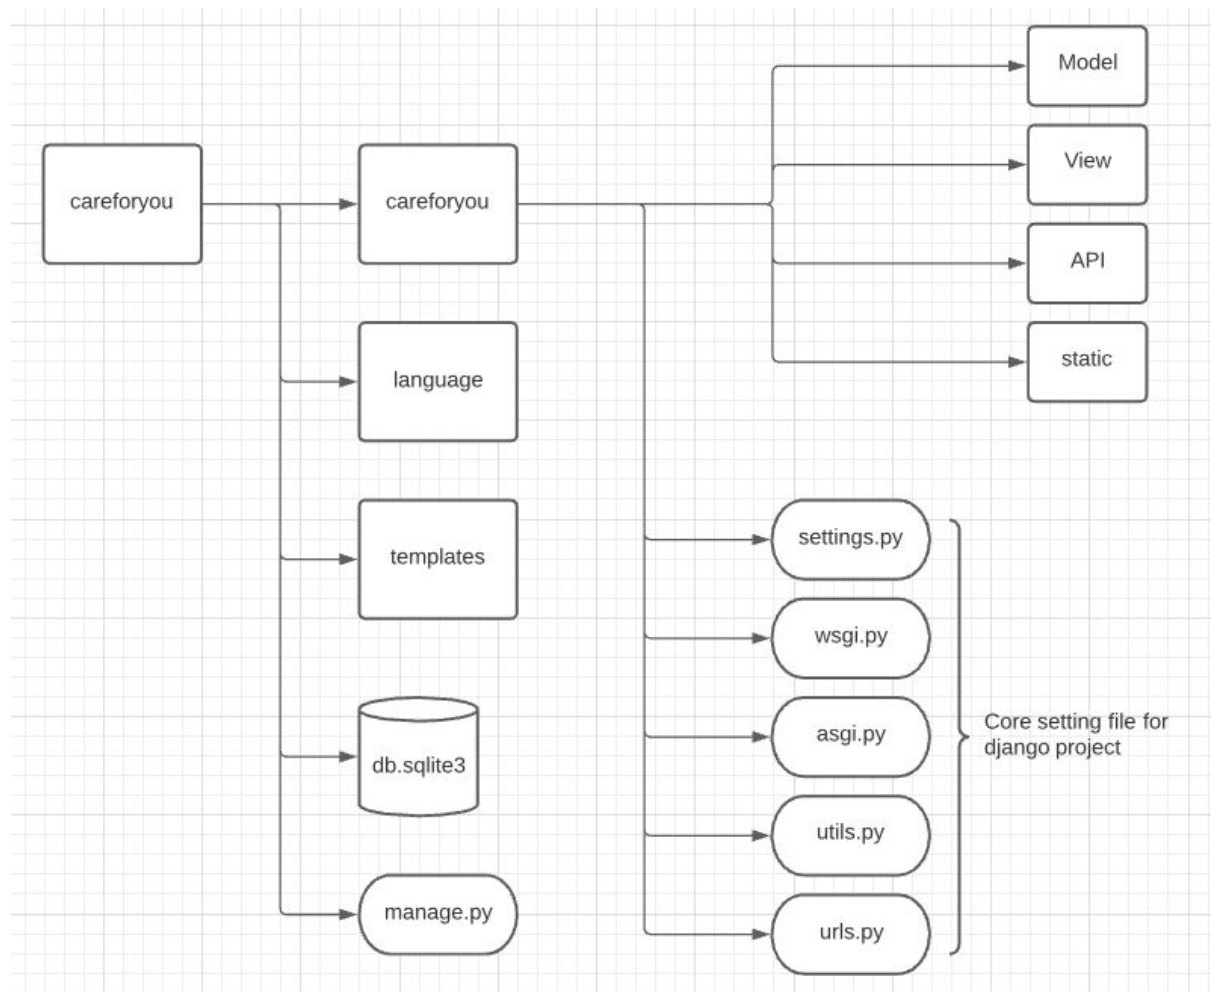 careforyou
careforyou
language
templates
db.sqlite3
manage.py
Model
View
API
static
settings.py
wsgi.py
asgi.py
utils.py
urls.py
Core setting file for
django project